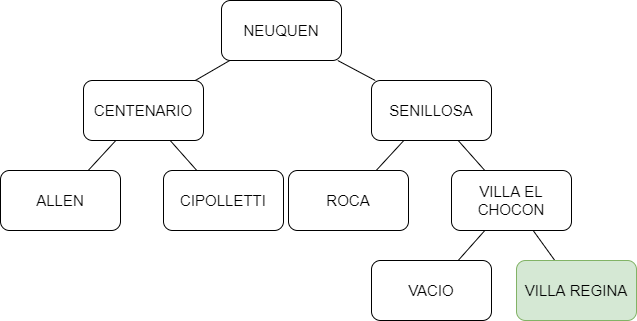 NEUQUEN
CENTENARIO
SENILLOSA
ALLEN
CIPOLLETTI
ROCA
VILLA EL
CHOCON
VACIO
VILLA REGINA